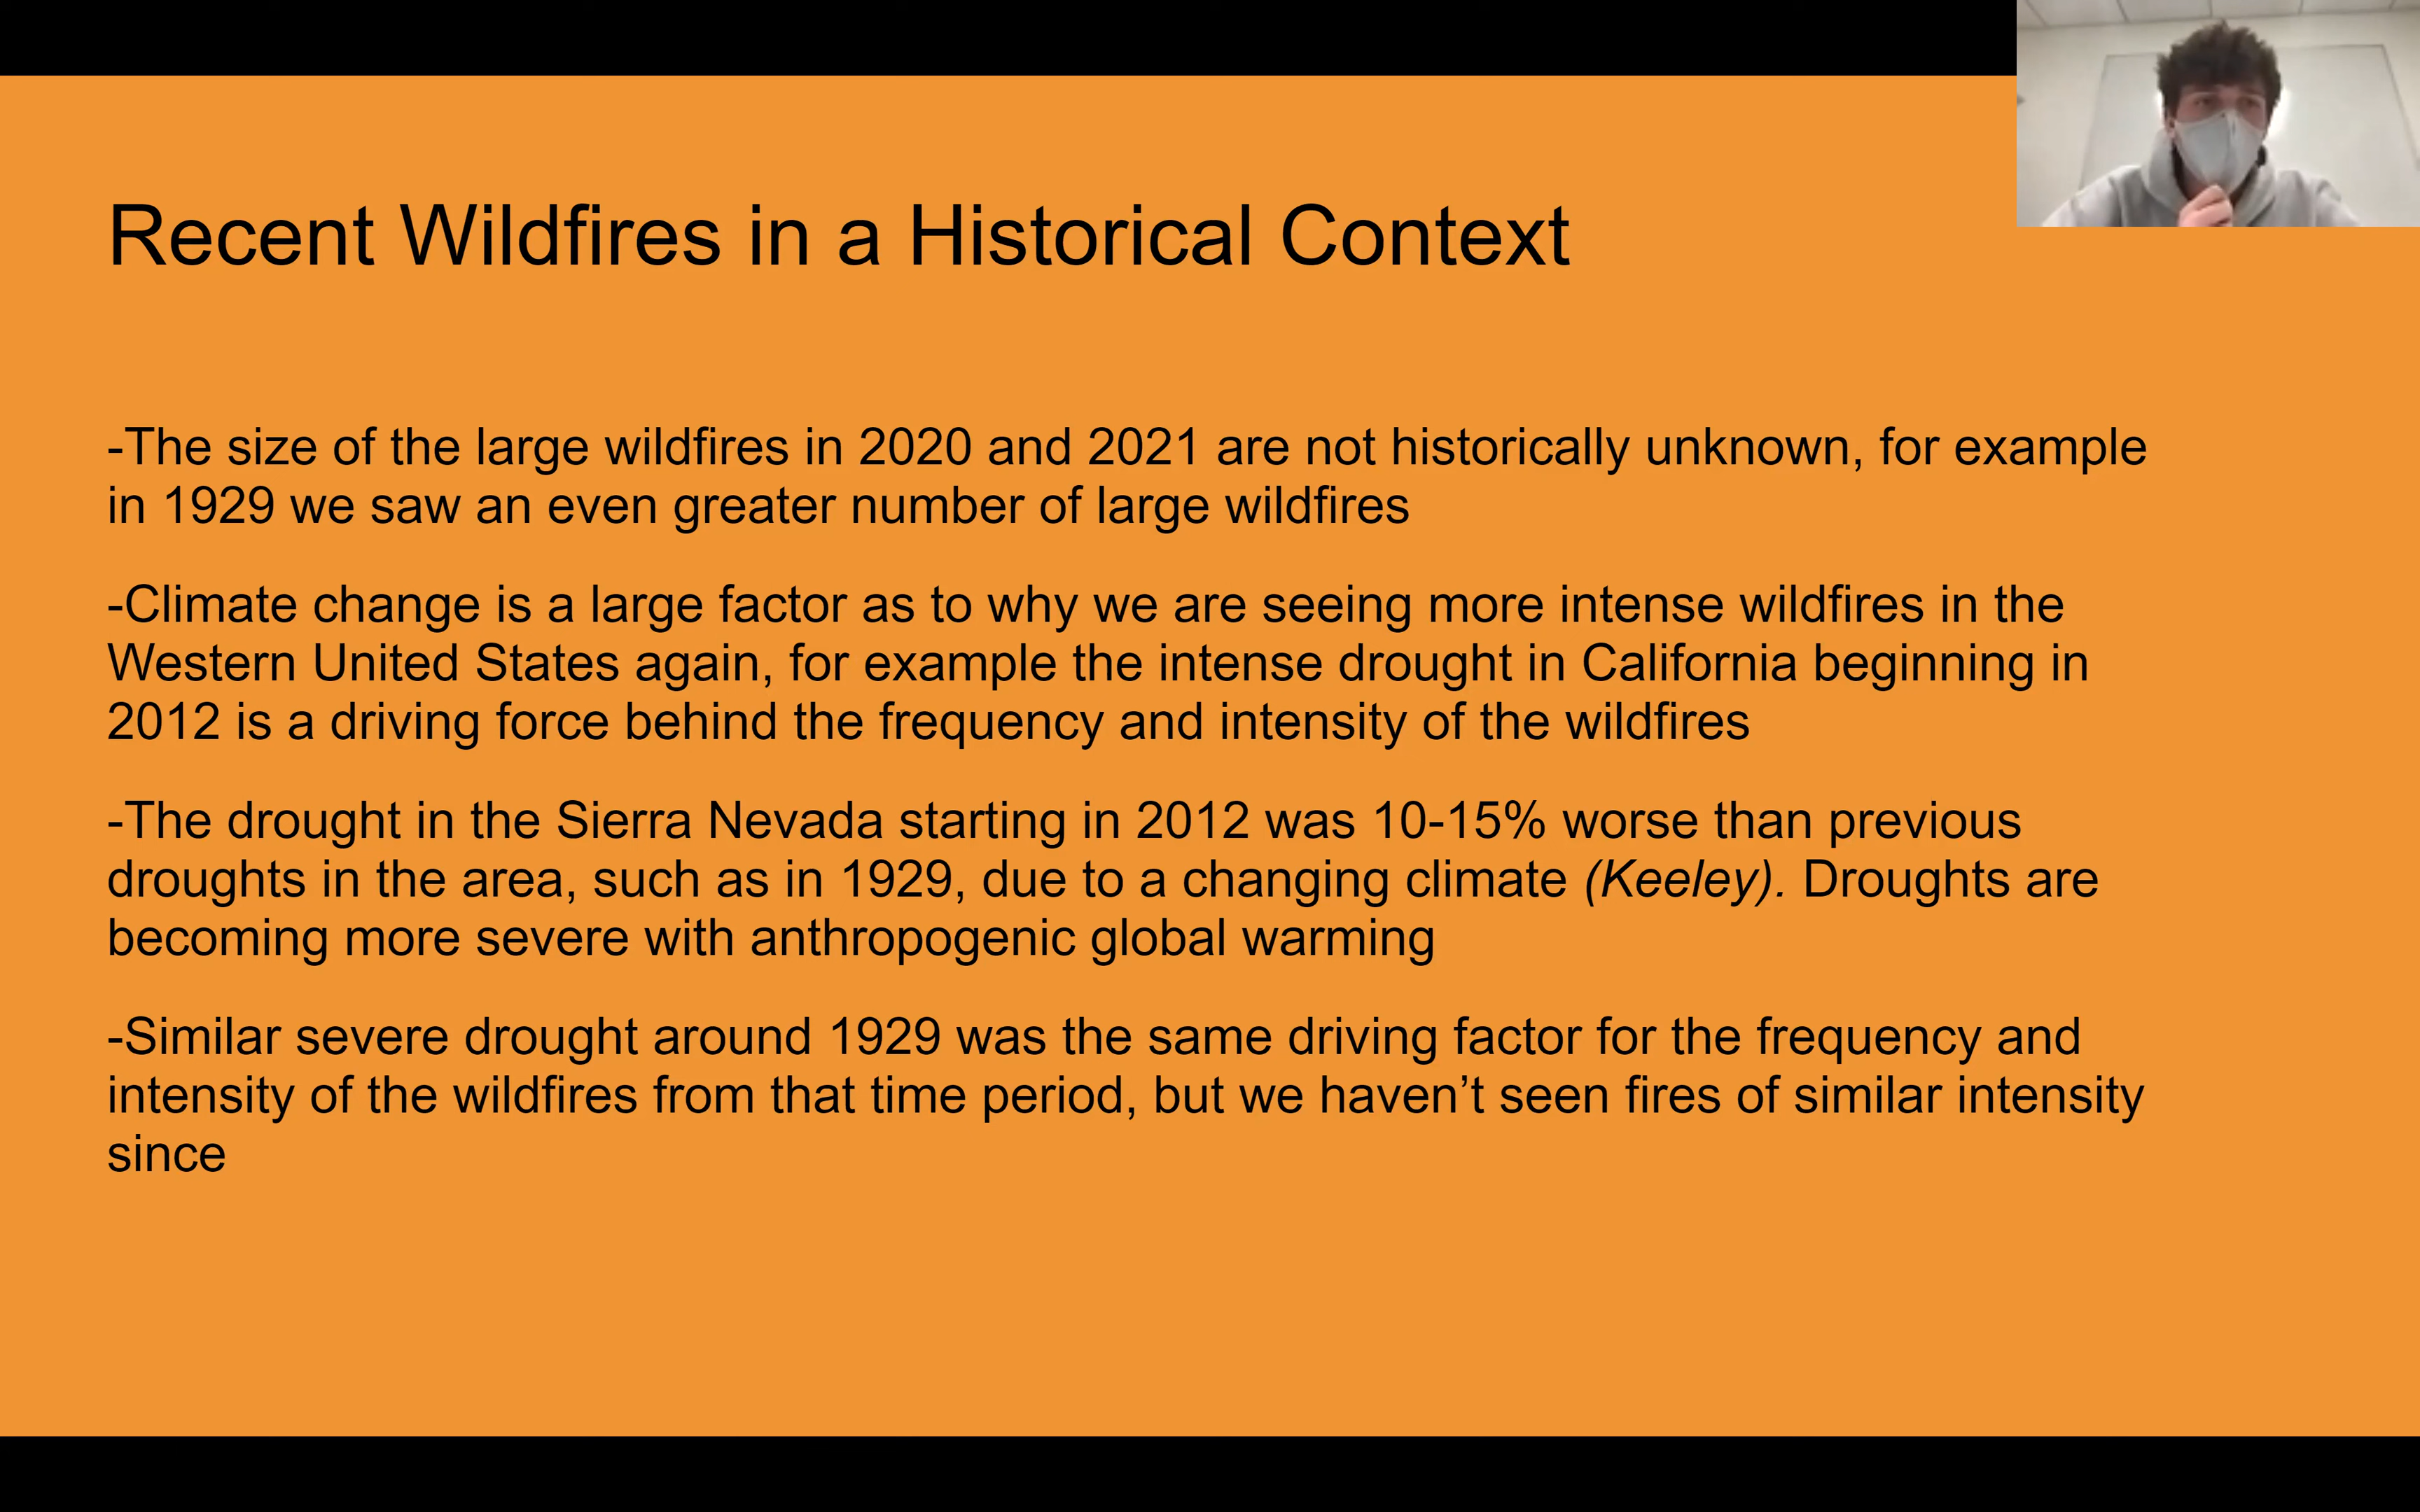 Recent Wildfires in a Historical Context
-The size of the large wildfires in 2020 and 2021 are not historically unknown, for example
in 1929 we saw an even greater number of large wildfires
-Climate change is a large factor as to why we are seeing more intense wildfires in the
Western United States again, for example the intense drought in California beginning in
2012 is a driving force behind the frequency and intensity of the wildfires
-The drought in the Sierra Nevada starting in 2012 was 10-15% worse than previous
droughts in the area, such as in 1929, due to a changing climate (Keeley). Droughts are
becoming more severe with anthropogenic global warming
-Similar severe drought around 1929 was the same driving factor for the frequency and
intensity of the wildfires from that time period, but we haven’t seen fires of similar intensity
since